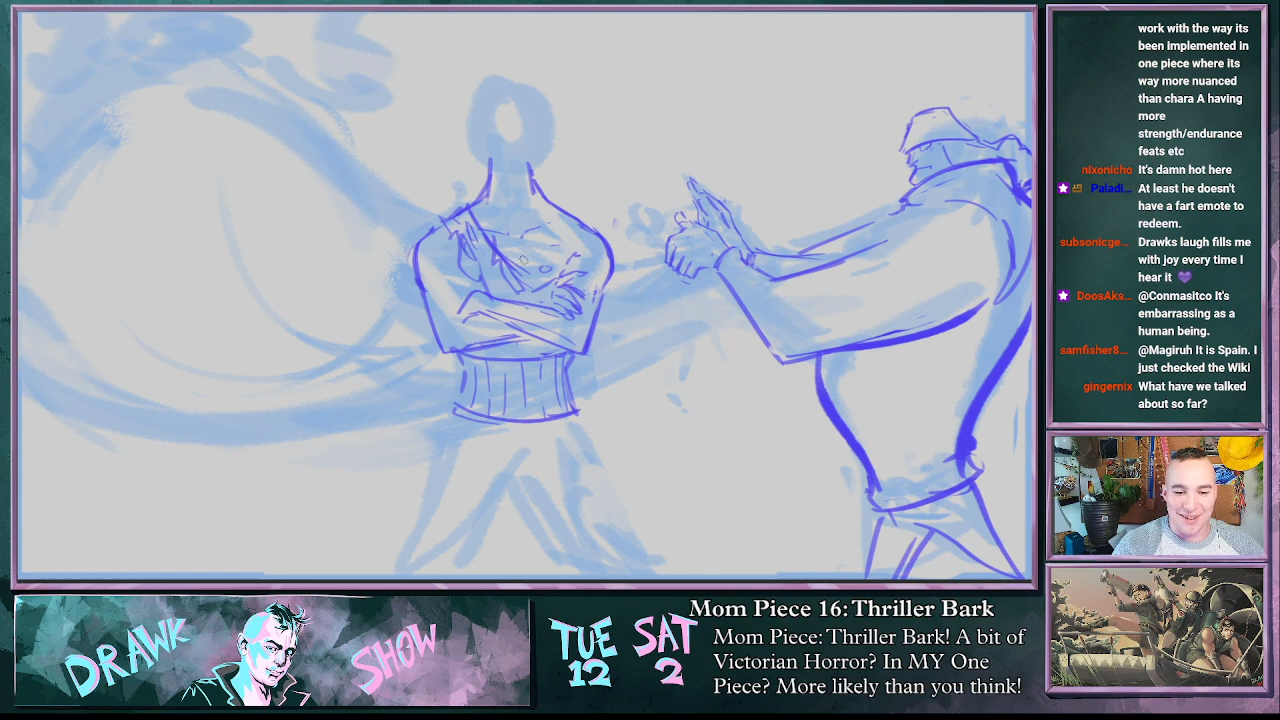 work with the way its
been implemented in
one piece where its
way more nuanced
than chara A having
more
strength/endurance
feats etc
nixonicho It's damn hot here
Paladi... At least he doesn't
have a fart emote to
redeem.
subsonicge... Drawks laugh fills me
with joy every time I
hear it
DoosAks... @Conmasitco It's
embarrassing as a
human being.
samfisher8... @Magiruh It is Spain. I
just checked the Wiki
gingernix What have we talked
about so far?
DRAWK
SHOW
TUE SAT
12 2
Mom Piece 16: Thriller Bark
Mom Piece: Thriller Bark! A bit of
Victorian Horror? In MY One
Piece? More likely than you think!